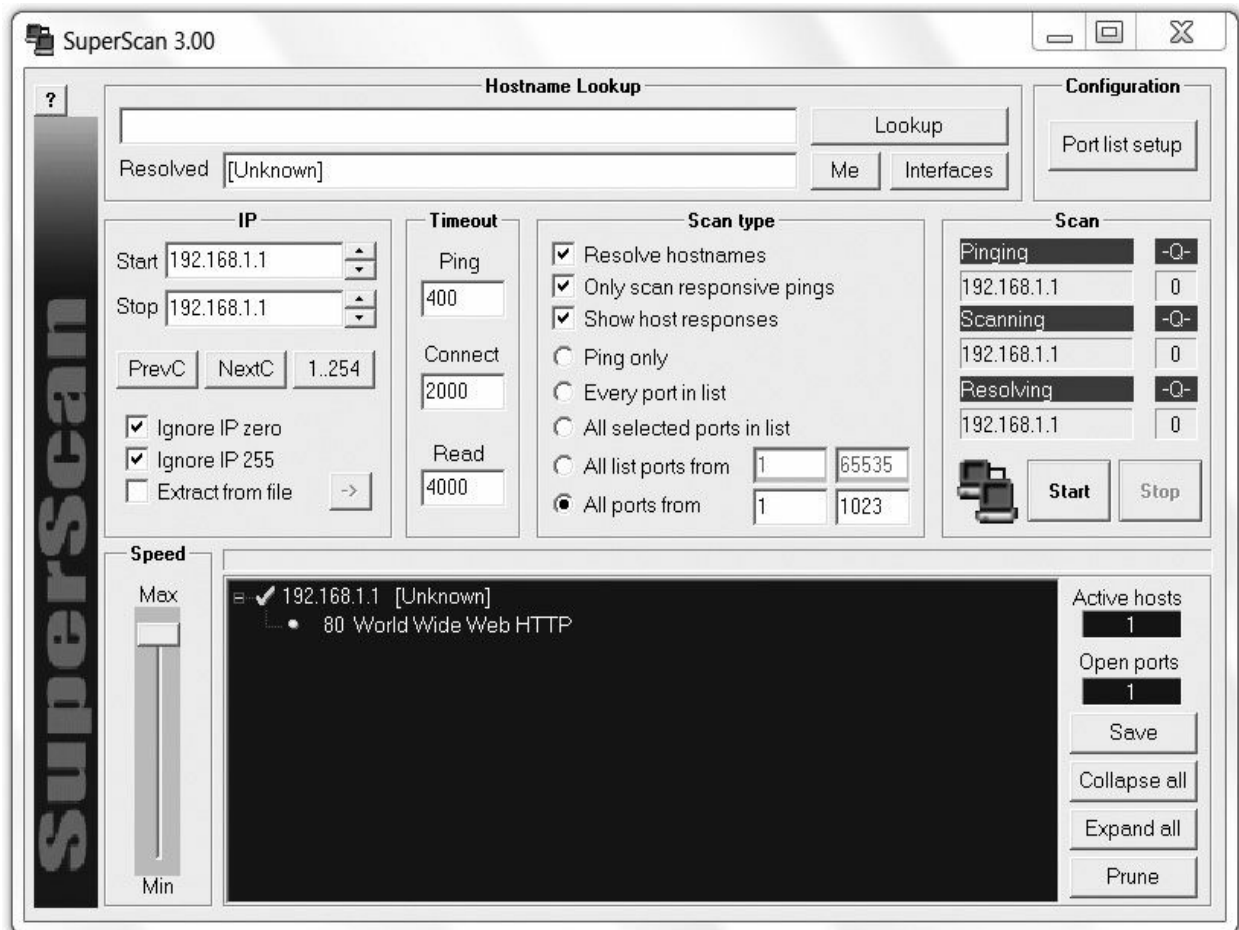 SuperScan 3.00
?
SuperScan
Hostname Lookup
Lookup
Resolved [Unknown]
Me
Interfaces
Configuration
Port list setup
IP
Start 192.168.1.1
Stop 192.168.1.1
PrevC NextC 1..254
Ignore IP zero
Ignore IP 255
Extract from file ->
Timeout
Ping
400
Connect
2000
Read
4000
Scan type
Resolve hostnames
Only scan responsive pings
Show host responses
Ping only
Every port in list
All selected ports in list
All list ports from 1 65535
All ports from 1 1023
Scan
Pinging -Q-
192.168.1.1 0
Scanning -Q-
192.168.1.1 0
Resolving -Q-
192.168.1.1 0
Start Stop
Speed
Max
Min
192.168.1.1 [Unknown]
80 World Wide Web HTTP
Active hosts
1
Open ports
1
Save
Collapse all
Expand all
Prune